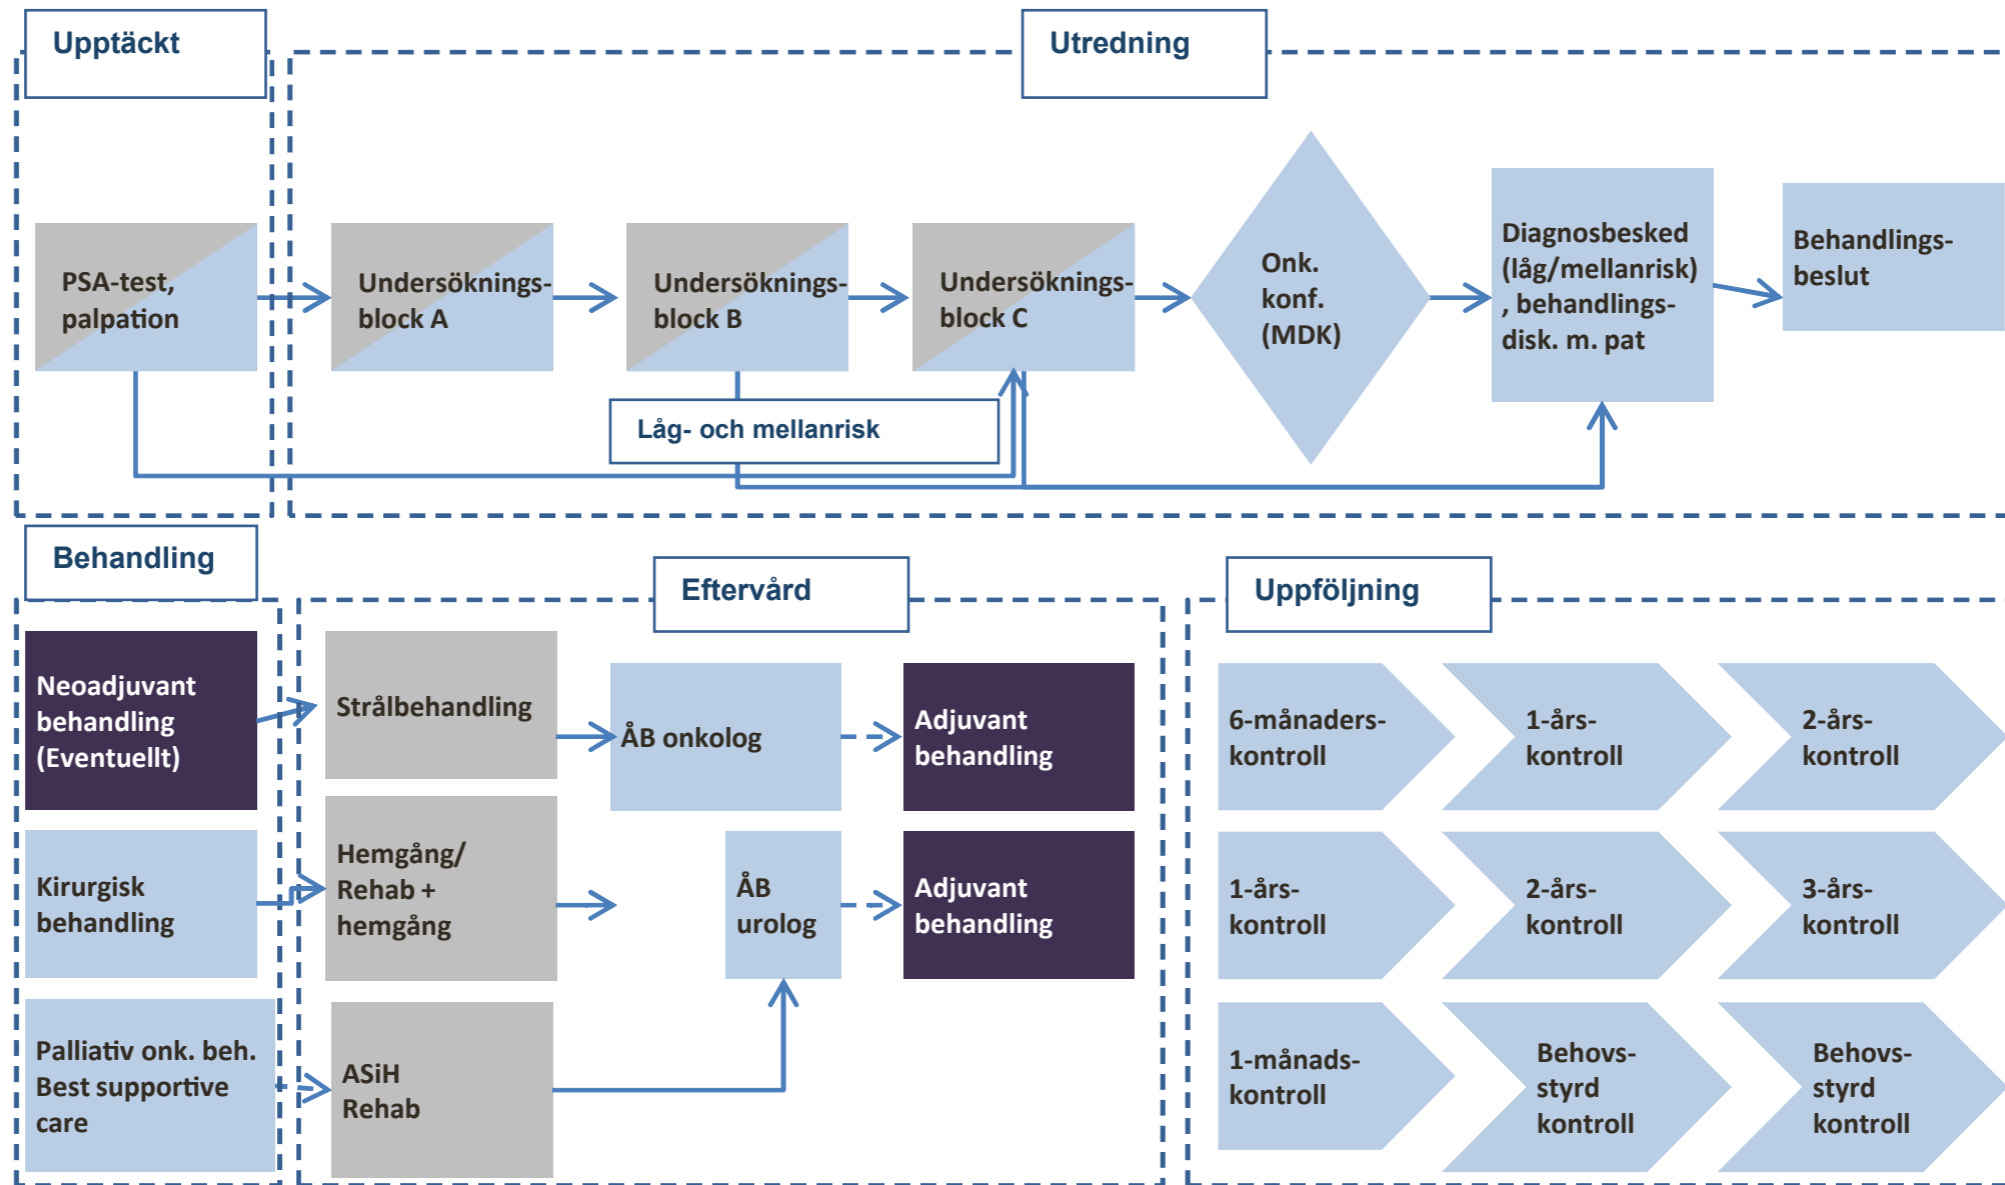 Upptäckt
Utredning
PSA-test,
palpation
Undersöknings-
block A
Undersöknings-
block B
Undersöknings-
block C
Onk.
konf.
(MDK)
Diagnosbesked
(låg/mellanrisk)
, behandlings-
disk. m. pat
Behandlings-
beslut
Låg- och mellanrisk
Behandling
Eftervård
Uppföljning
Neoadjuvant
behandling
(Eventuellt)
Strålbehandling
ÅB onkolog
Adjuvant
behandling
6-månaders-
kontroll
1-års-
kontroll
2-års-
kontroll
Kirurgisk
behandling
Hemgång/
Rehab +
hemgång
ÅB
urolog
Adjuvant
behandling
1-års-
kontroll
2-års-
kontroll
3-års-
kontroll
Palliativ onk. beh.
Best supportive
care
ASiH
Rehab
1-månads-
kontroll
Behovs-
styrd
kontroll
Behovs-
styrd
kontroll